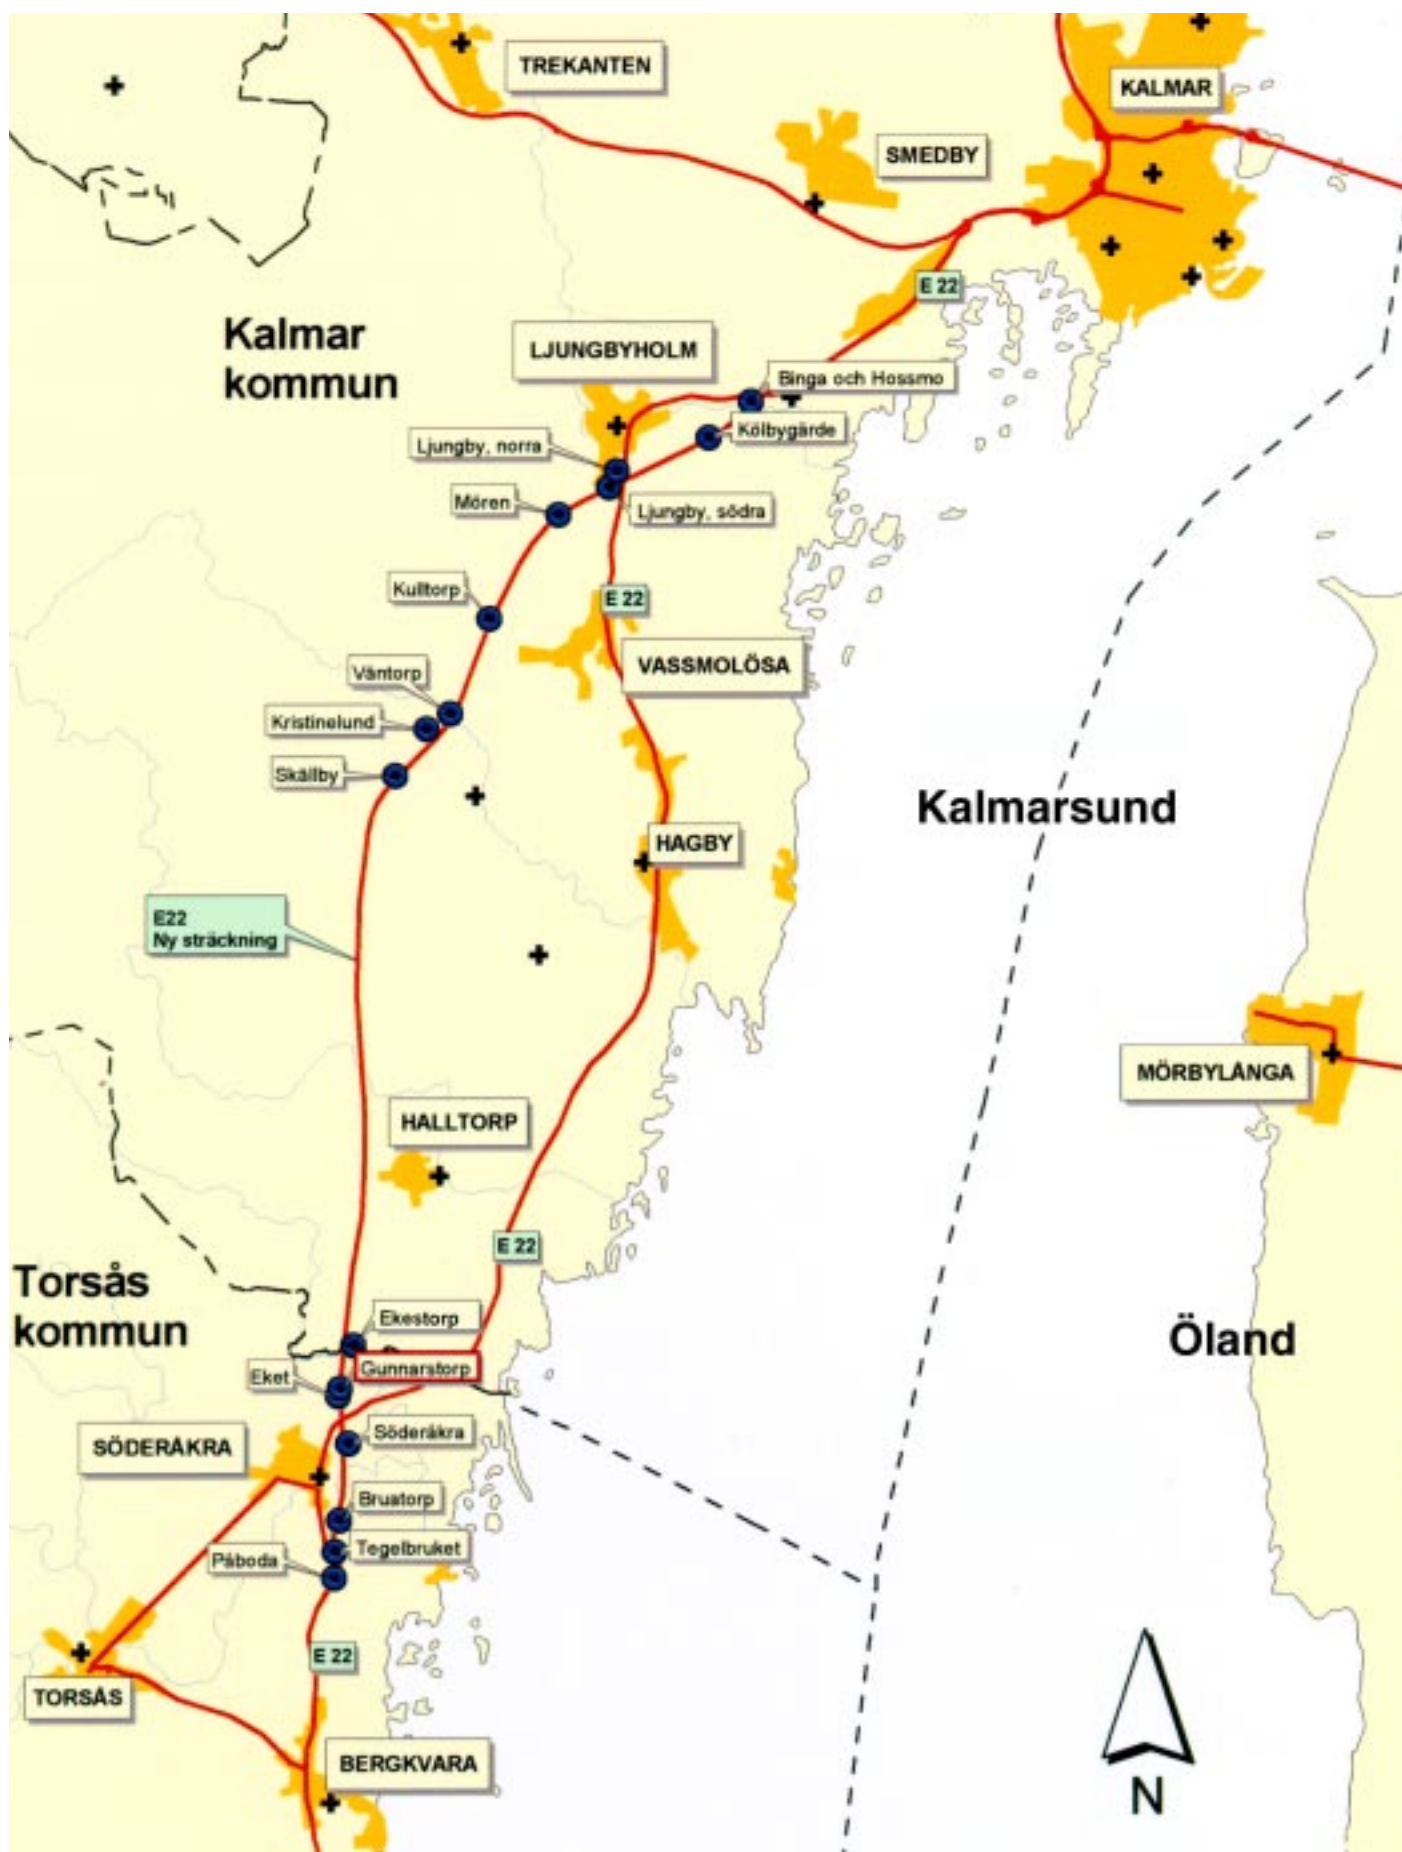 TREKANTEN
KALMAR
SMEDBY
E 22
Kalmar
kommun
LJUNGBYHOLM
Binga och Hossmo
Kölbygärde
Ljungby, norra
Mören
Ljungby, södra
Kulltorp
E 22
VASSMOLÖSA
Väntorp
Kristinelund
Skällby
Kalmarsund
HAGBY
E22
Ny sträckning
MÖRBYLÅNGA
HALLTORP
E 22
Torsås
kommun
Ekestorp
Öland
Gunnarstorp
Eket
Söderåkra
SÖDERÅKRA
Bruatorp
Tegelbruket
Påboda
E 22
TORSÅS
BERGKVARA
N